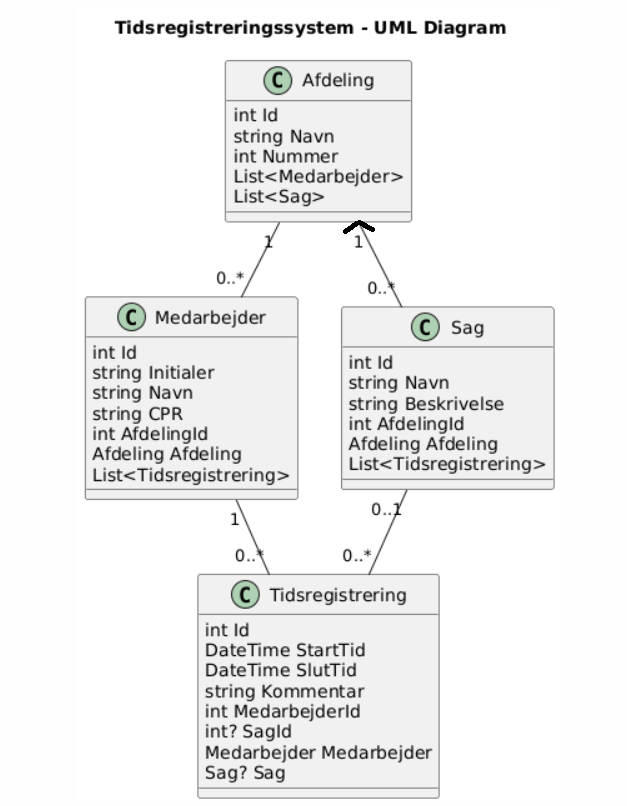 Tidsregistreringssystem - UML Diagram
C Afdeling
int Id
string Navn
int Nummer
List<Medarbejder>
List<Sag>
1
1
0..*
0..*
C Medarbejder
int Id
string Initialer
string Navn
string CPR
int AfdelingId
Afdeling Afdeling
List<Tidsregistrering>
C Sag
int Id
string Navn
string Beskrivelse
int AfdelingId
Afdeling Afdeling
List<Tidsregistrering>
1
0..1
0..*
0..*
C Tidsregistrering
int Id
DateTime StartTid
DateTime SlutTid
string Kommentar
int MedarbejderId
int? SagId
Medarbejder Medarbejder
Sag? Sag